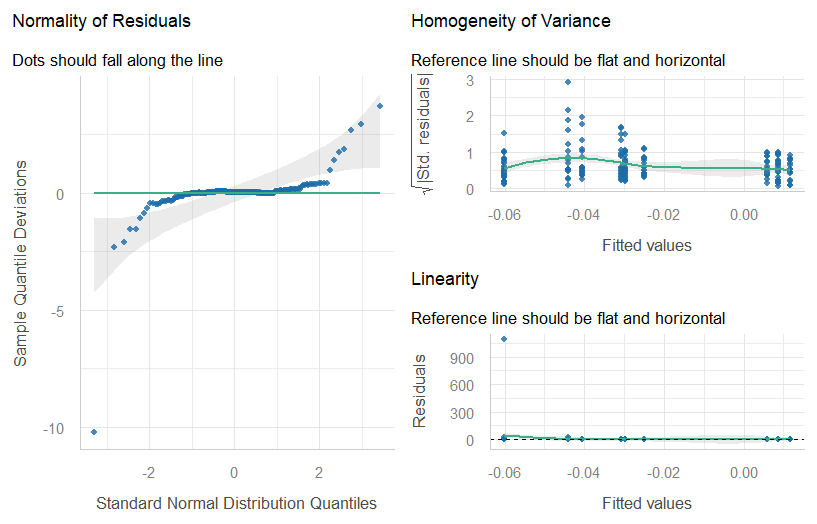 Normality of Residuals
Dots should fall along the line
Sample Quantile Deviations
0
-5
-10
-2
0
2
Standard Normal Distribution Quantiles
Homogeneity of Variance
Reference line should be flat and horizontal
√|Std. residuals|
3
2
1
0
-0.06
-0.04
-0.02
0.00
Fitted values
Linearity
Reference line should be flat and horizontal
Residuals
900
600
300
0
-0.06
-0.04
-0.02
0.00
Fitted values